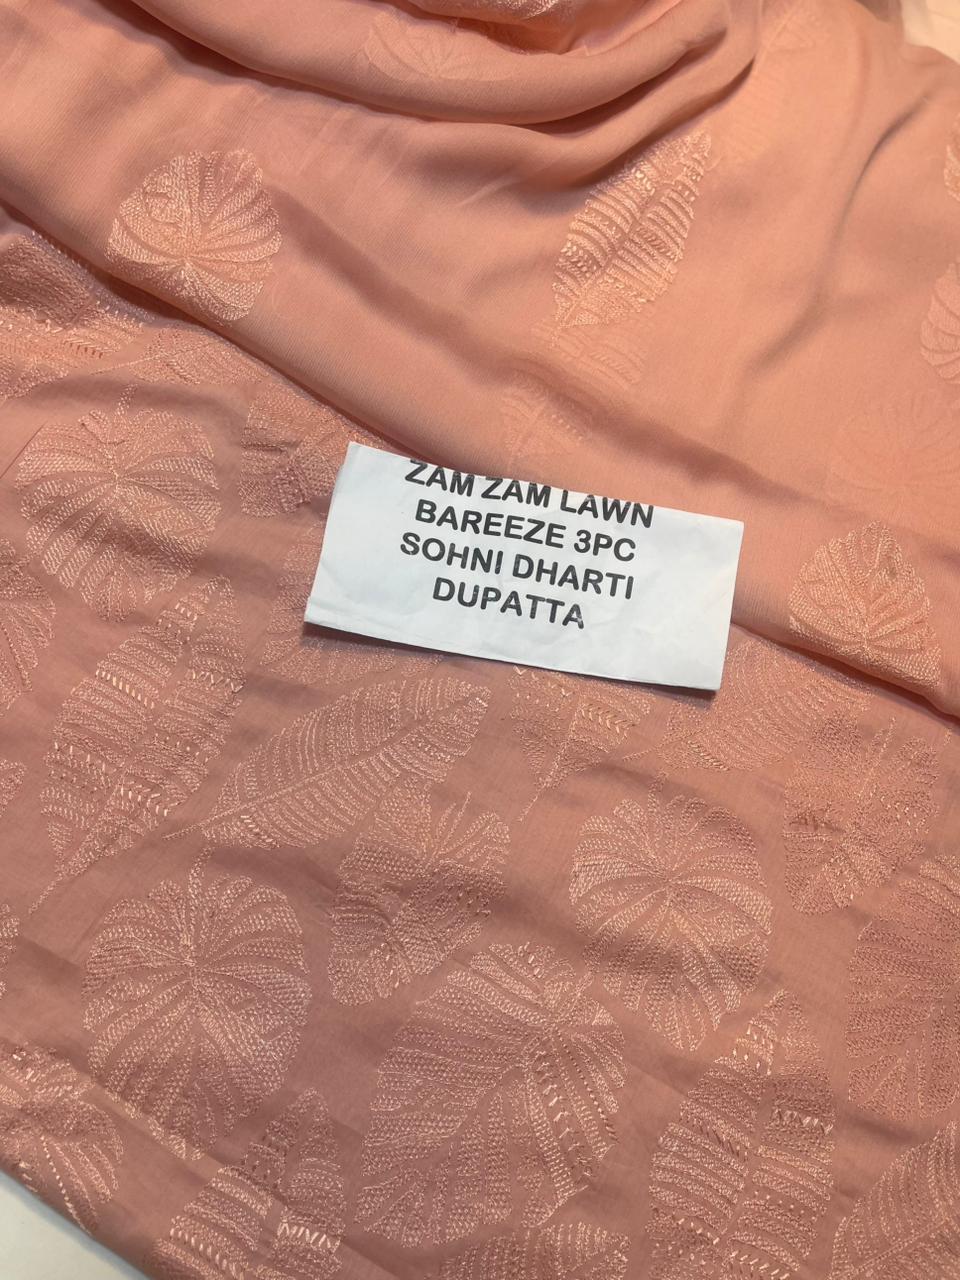 ZAM ZAM LAWN
BAREEZE 3PC
SOHNI DHARTI
DUPATTA